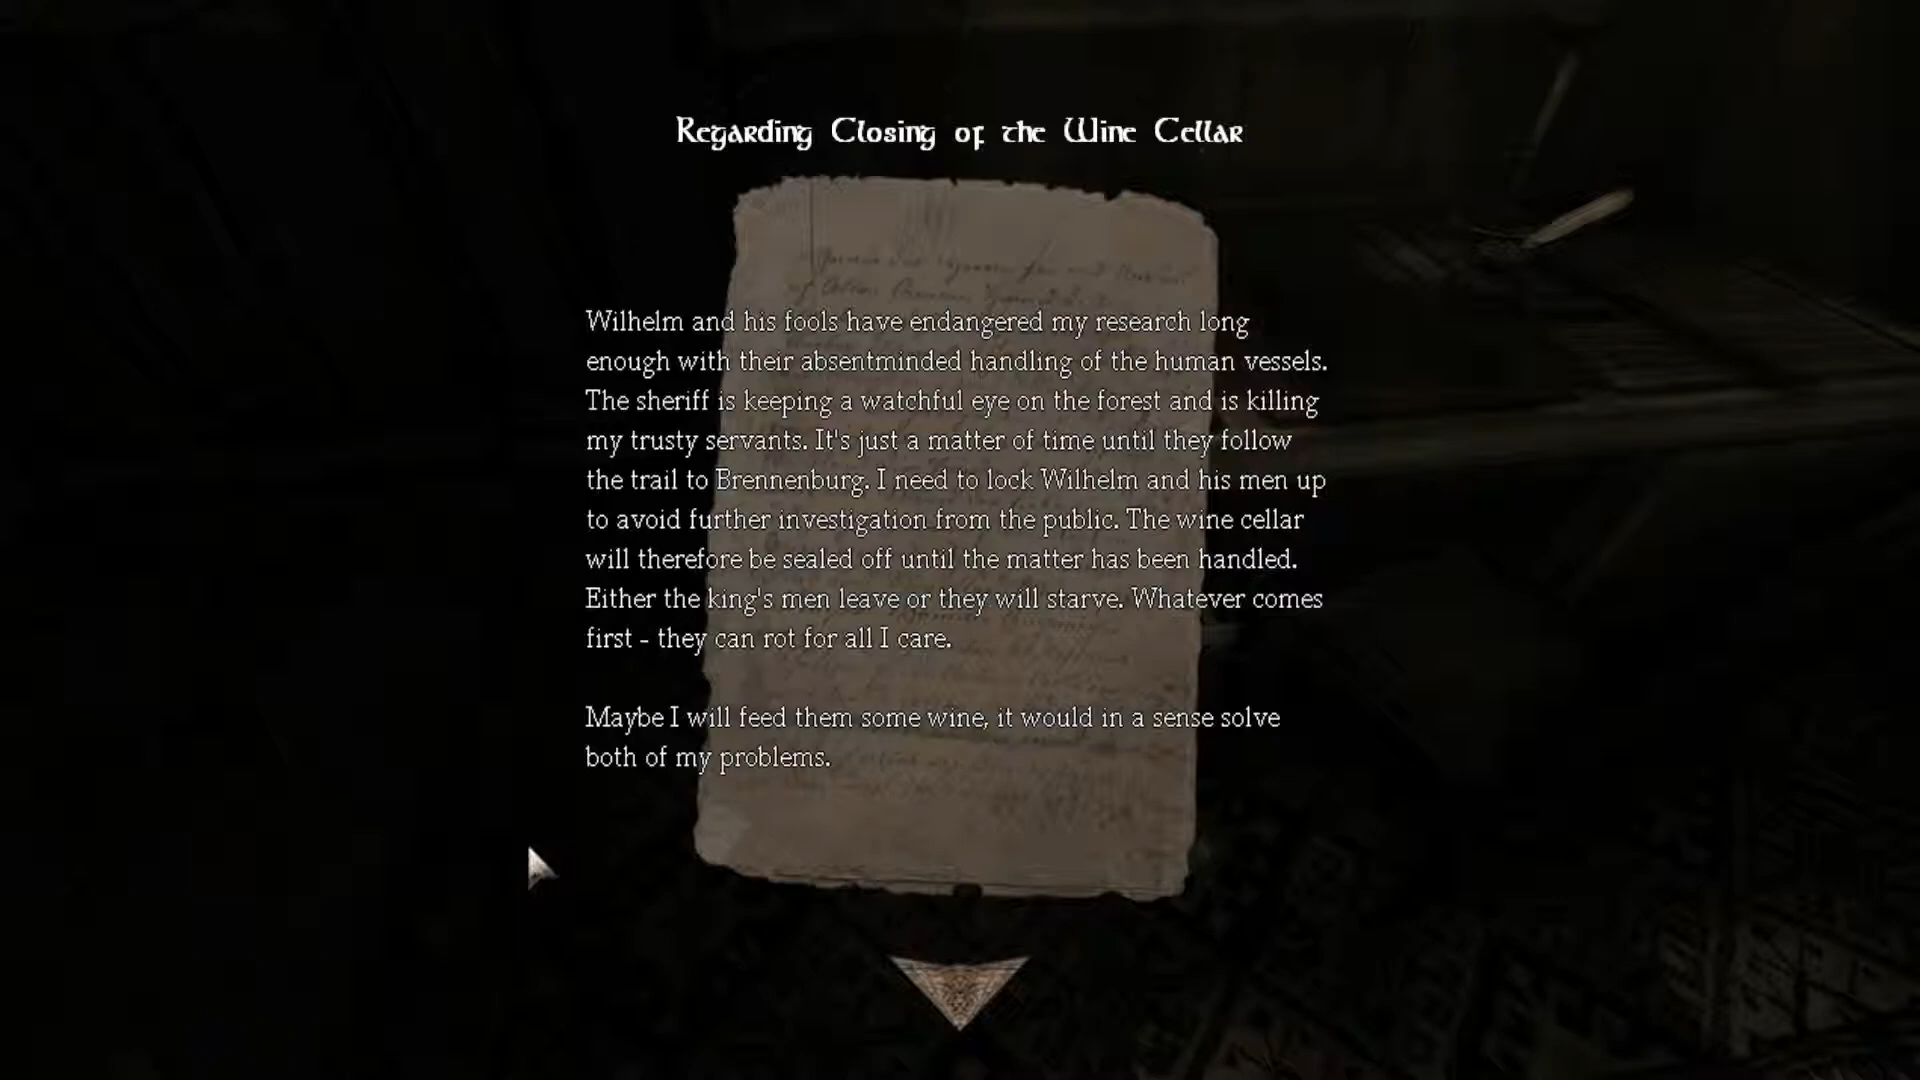 Regarding Closing of the Wine Cellar
Wilhelm and his fools have endangered my research long
enough with their absentminded handling of the human vessels.
The sheriff is keeping a watchful eye on the forest and is killing
my trusty servants. It's just a matter of time until they follow
the trail to Brennenburg. I need to lock Wilhelm and his men up
to avoid further investigation from the public. The wine cellar
will therefore be sealed off until the matter has been handled.
Either the king's men leave or they will starve. Whatever comes
first - they can rot for all I care.
Maybe I will feed them some wine, it would in a sense solve
both of my problems.